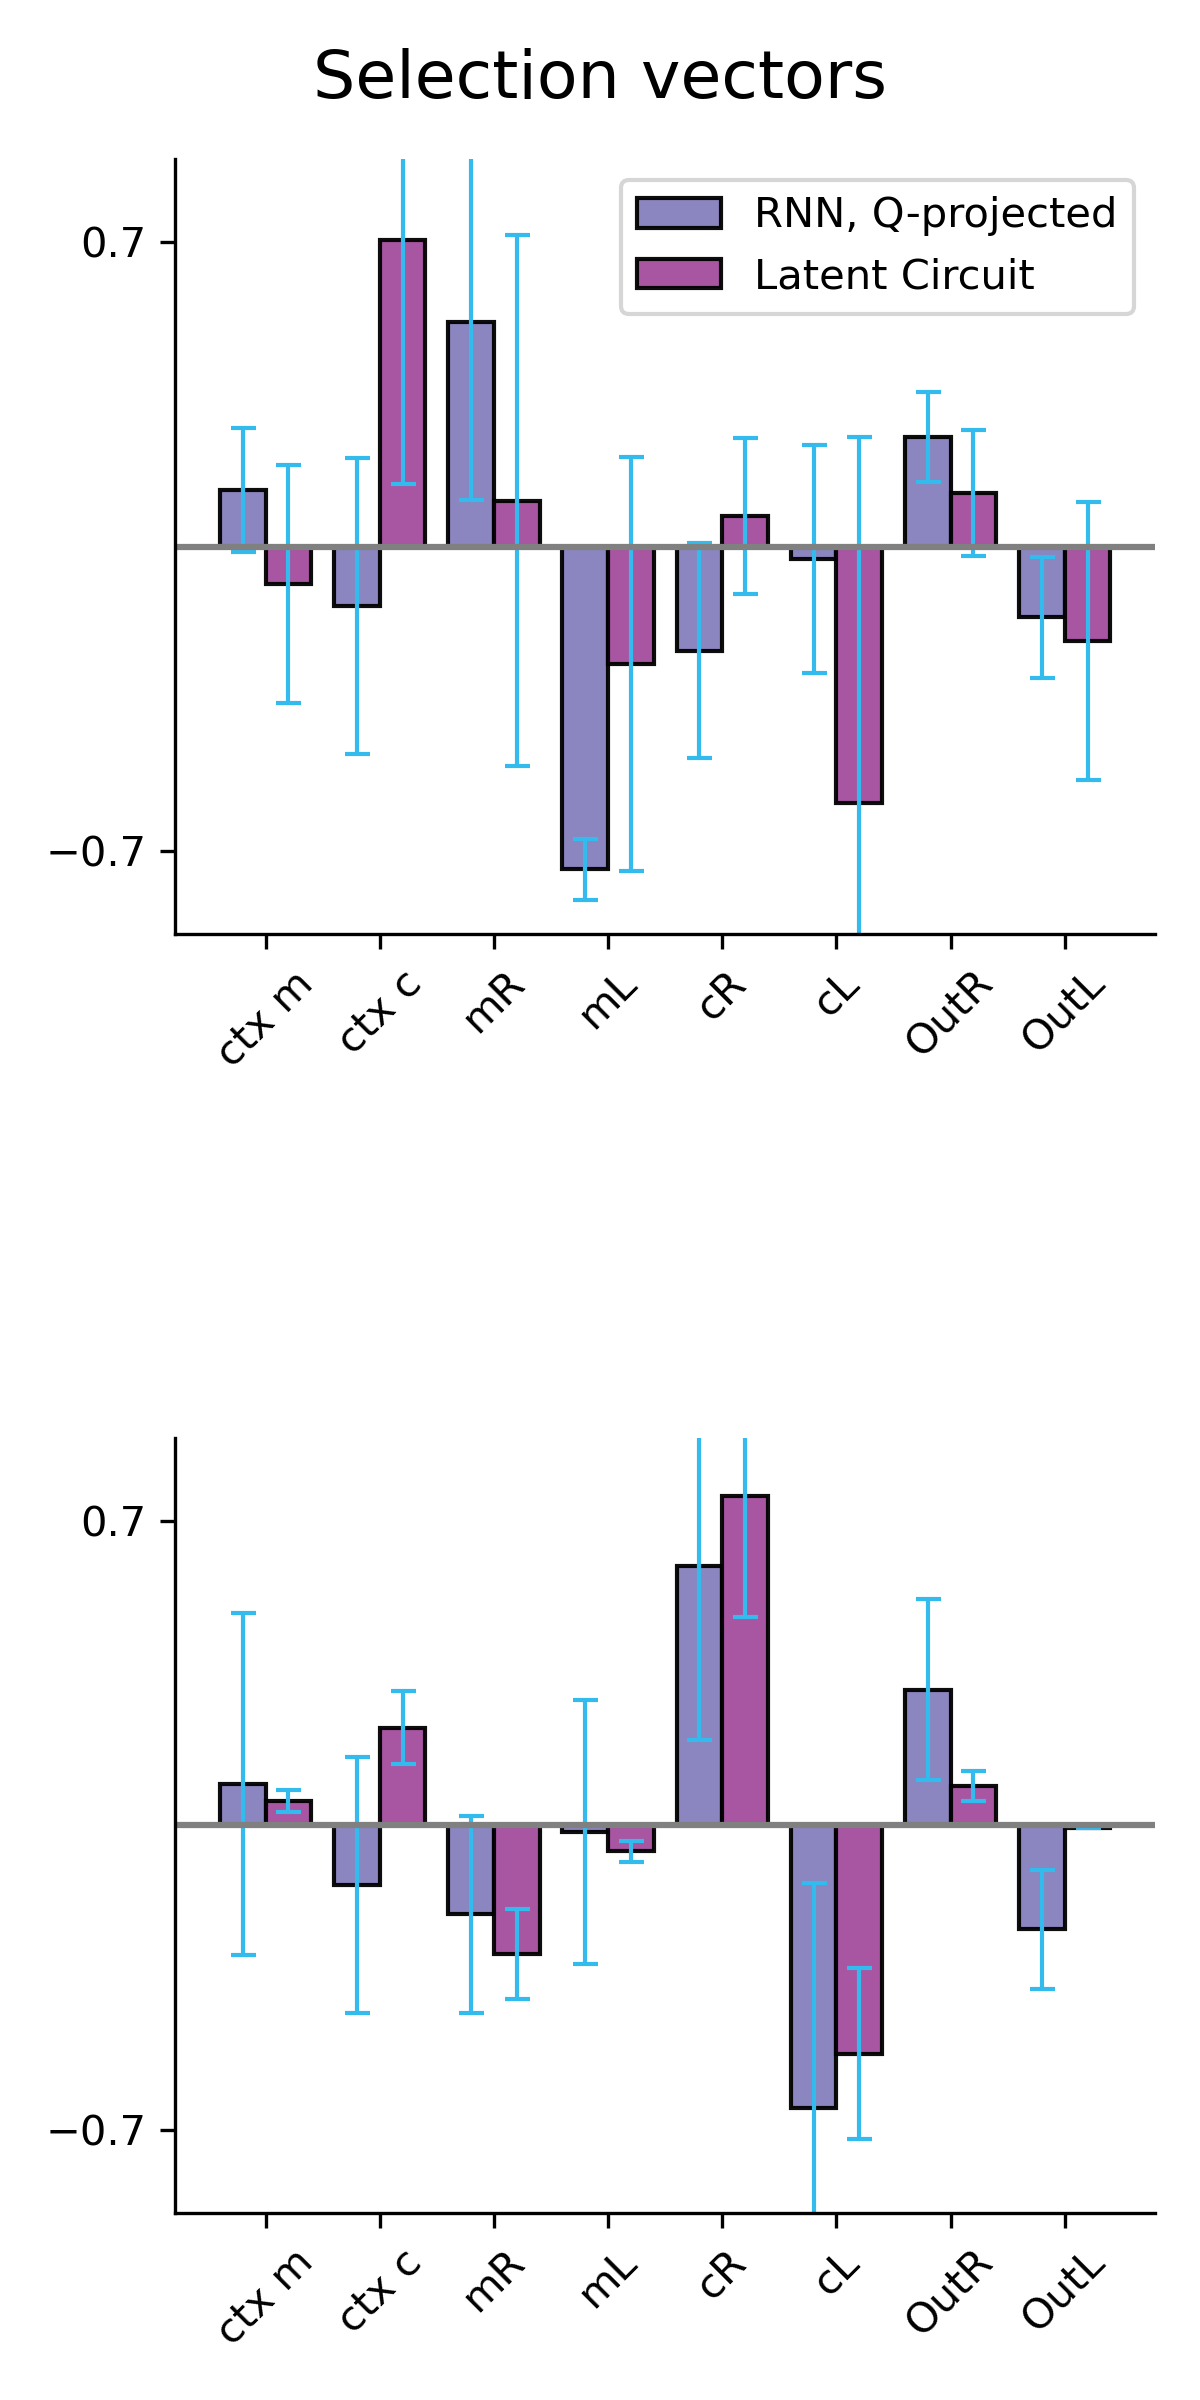 Selection vectors
RNN, Q-projected
Latent Circuit
0.7
−0.7
ctx m
ctx c
mR
mL
cR
cL
OutR
OutL
0.7
−0.7
ctx m
ctx c
mR
mL
cR
cL
OutR
OutL